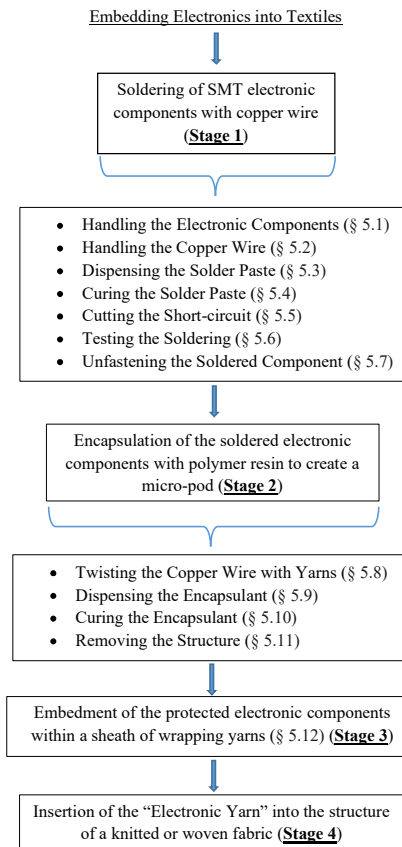 Embedding Electronics into Textiles
Soldering of SMT electronic
components with copper wire
(Stage 1)
• Handling the Electronic Components (§ 5.1)
• Handling the Copper Wire (§ 5.2)
• Dispensing the Solder Paste (§ 5.3)
• Curing the Solder Paste (§ 5.4)
• Cutting the Short-circuit (§ 5.5)
• Testing the Soldering (§ 5.6)
• Unfastening the Soldered Component (§ 5.7)
Encapsulation of the soldered electronic
components with polymer resin to create a
micro-pod (Stage 2)
• Twisting the Copper Wire with Yarns (§ 5.8)
• Dispensing the Encapsulant (§ 5.9)
• Curing the Encapsulant (§ 5.10)
• Removing the Structure (§ 5.11)
Embedment of the protected electronic components
within a sheath of wrapping yarns (§ 5.12) (Stage 3)
Insertion of the “Electronic Yarn” into the structure
of a knitted or woven fabric (Stage 4)